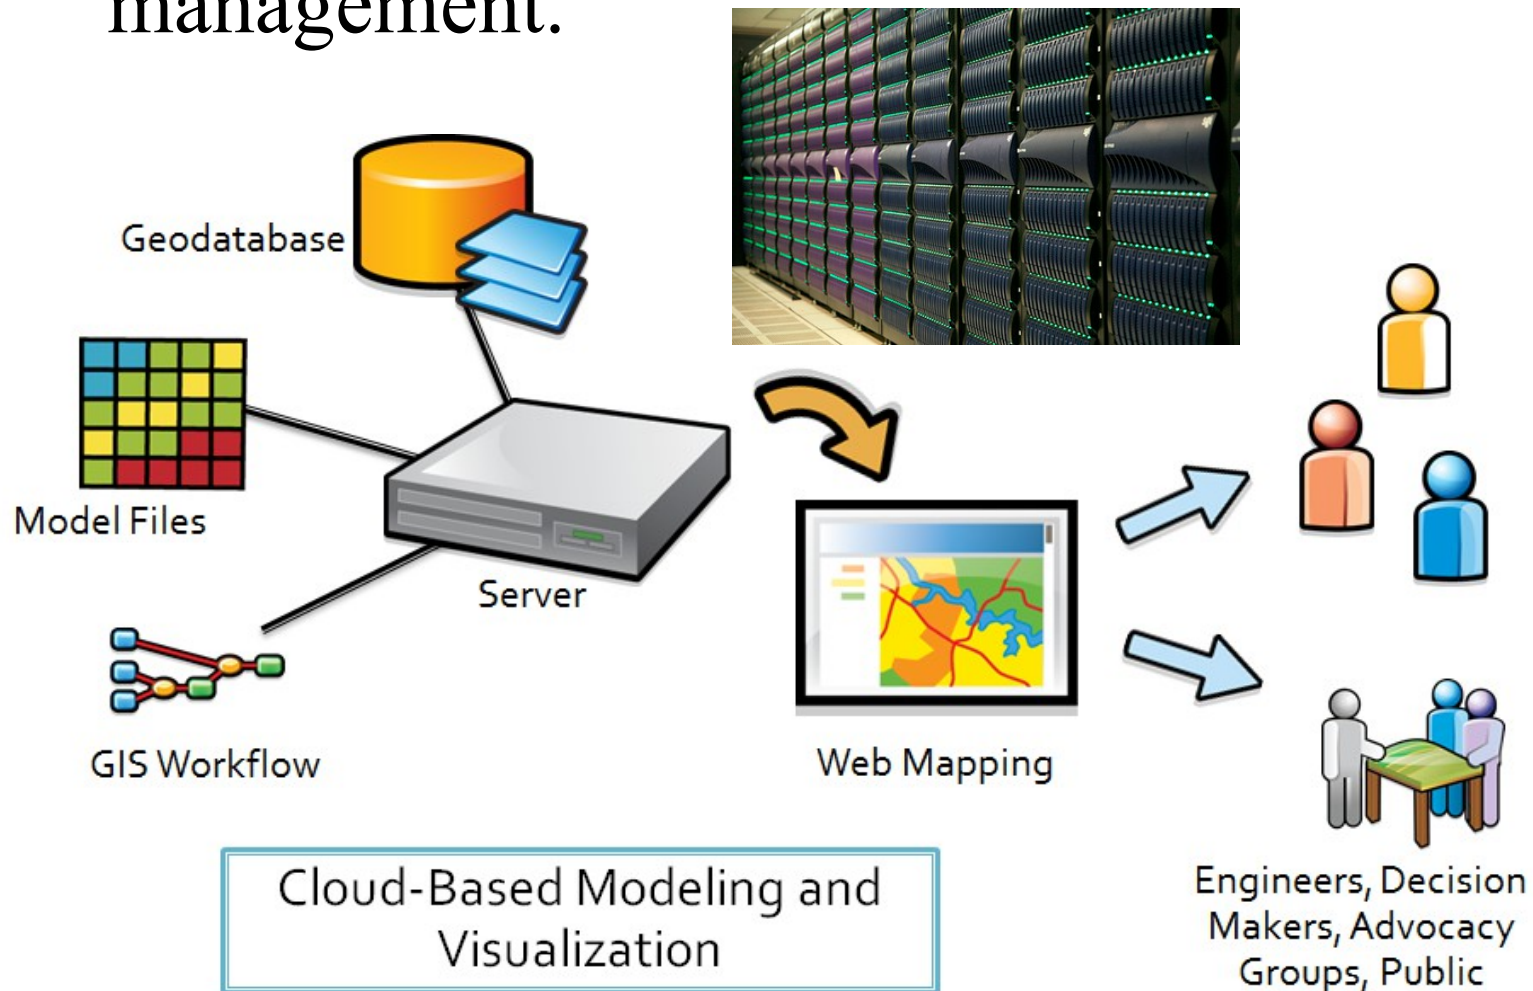 management.
Geodatabase
Model Files
Server
GIS Workflow
Web Mapping
Cloud-Based Modeling and
Visualization
Engineers, Decision
Makers, Advocacy
Groups, Public